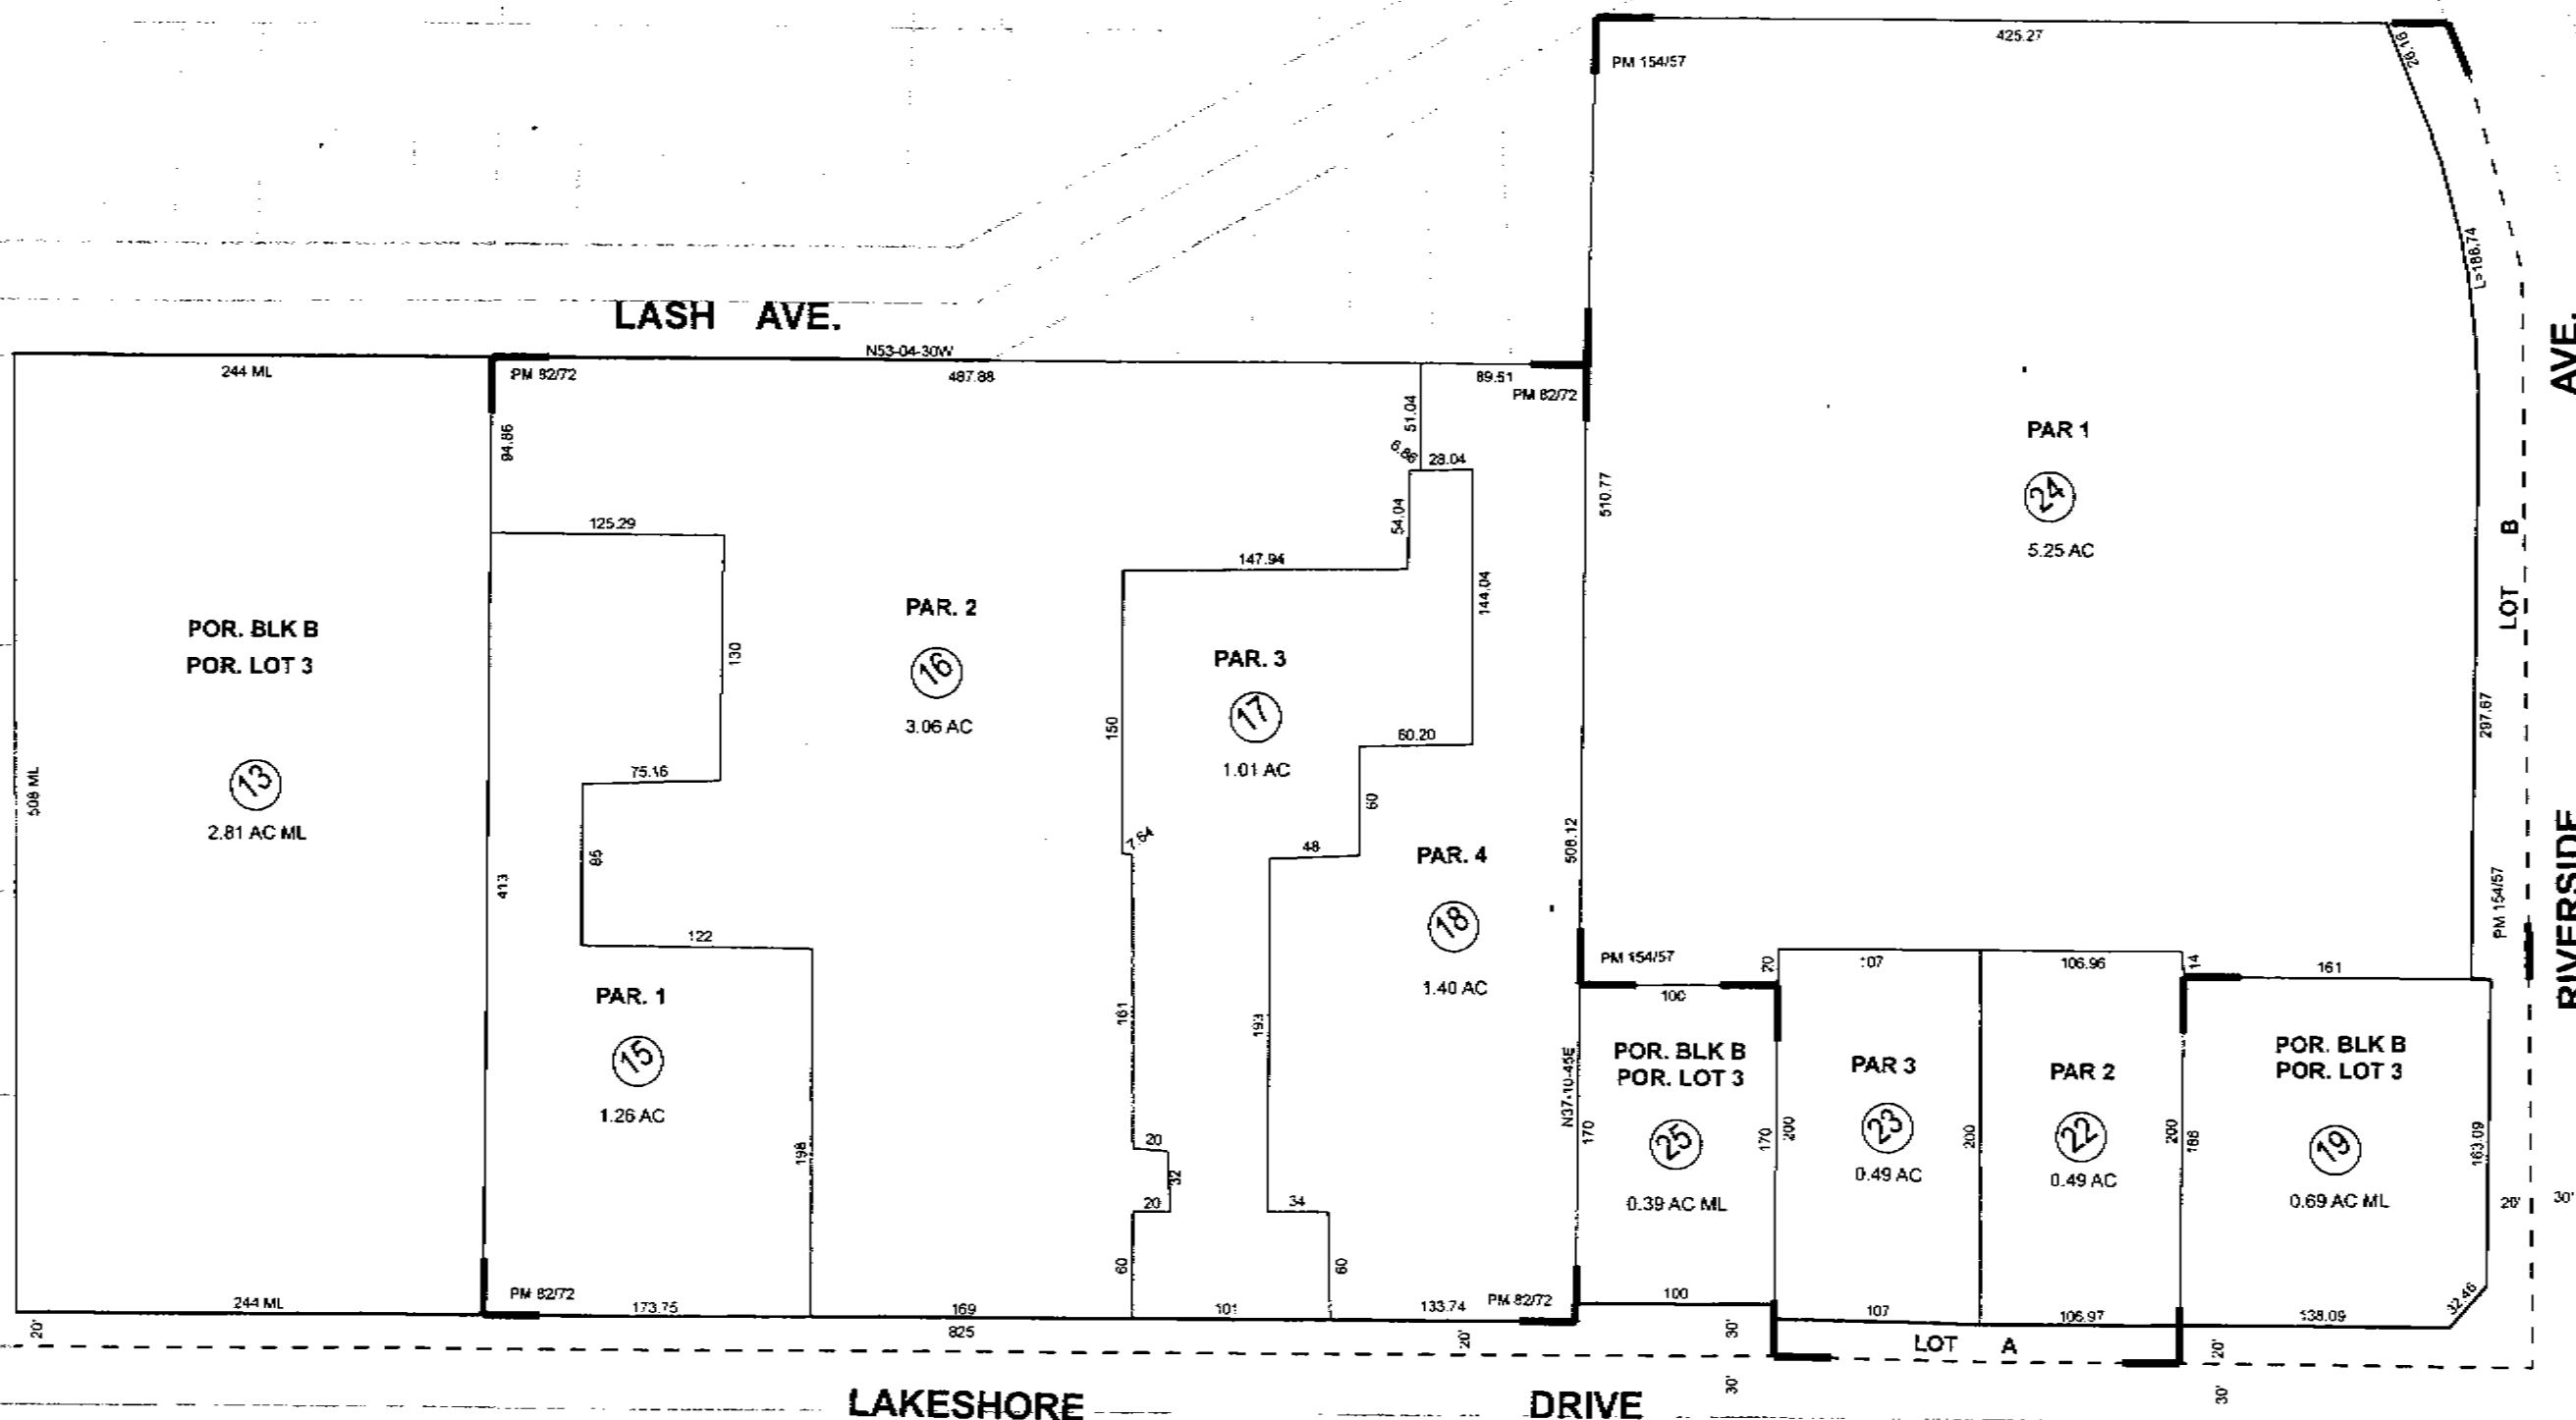 425.27
26.16
PM 154/57
L=186.74
LASH AVE.
AVE.
244 ML
PM 82/72
N53-04-30W
487.88
89.51
PM 82/72
94.86
51.04
6.86
28.04
PAR 1
24
5.25 AC
510.77
125.29
54.04
147.94
144.04
LOT B
POR. BLK B
POR. LOT 3
130
PAR. 2
16
3.06 AC
PAR. 3
17
1.01 AC
150
60.20
297.67
508 ML
13
2.81 AC ML
75.16
60
85
413
7.64
48
508.12
PAR. 4
18
1.40 AC
PM 154/57
RIVERSIDE
122
PM 154/57
100
20
107
106.96
14
161
PAR. 1
15
1.26 AC
161
193
N37-10-45E
170
POR. BLK B
POR. LOT 3
25
0.39 AC ML
170
200
PAR 3
23
0.49 AC
200
PAR 2
22
0.49 AC
200
186
POR. BLK B
POR. LOT 3
19
0.69 AC ML
163.09
26'
30'
198
20
32
20
34
60
60
244 ML
PM 82/72
173.75
169
101
133.74
PM 82/72
100
107
106.97
138.09
32.46
20'
825
20'
30'
LOT A
20'
LAKESHORE DRIVE
30'
30'